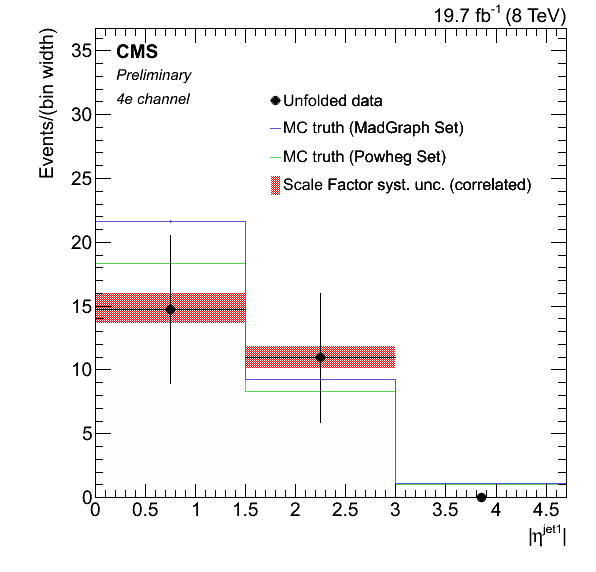 19.7 fb⁻¹ (8 TeV)
Events/(bin width)
CMS
Preliminary
4e channel
Unfolded data
MC truth (MadGraph Set)
MC truth (Powheg Set)
Scale Factor syst. unc. (correlated)
35
30
25
20
15
10
5
0
0 0.5 1 1.5 2 2.5 3 3.5 4 4.5
|η^jet1|